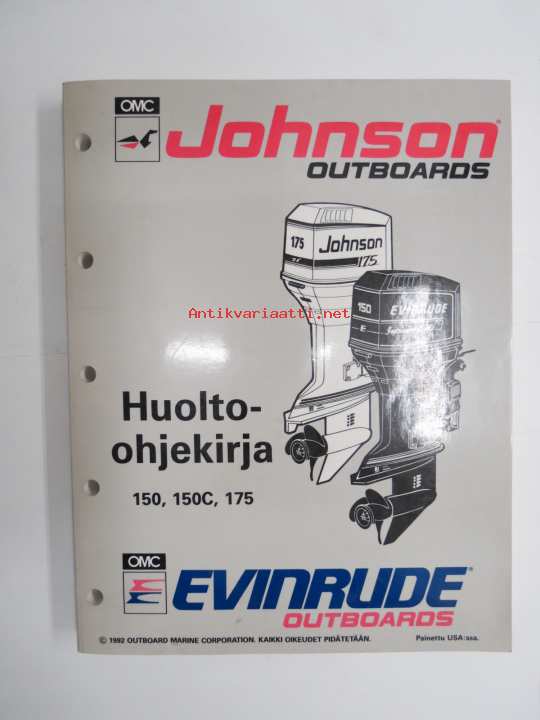 OMC
Johnson
OUTBOARDS
175
Johnson
175
150
EVINRUDE
E
Antikvariaatti.net
Huolto-
ohjekirja
150, 150C, 175
OMC
EVINRUDE
OUTBOARDS
© 1992 OUTBOARD MARINE CORPORATION. KAIKKI OIKEUDET PIDÄTETÄÄN.
Painettu USA:ssa.